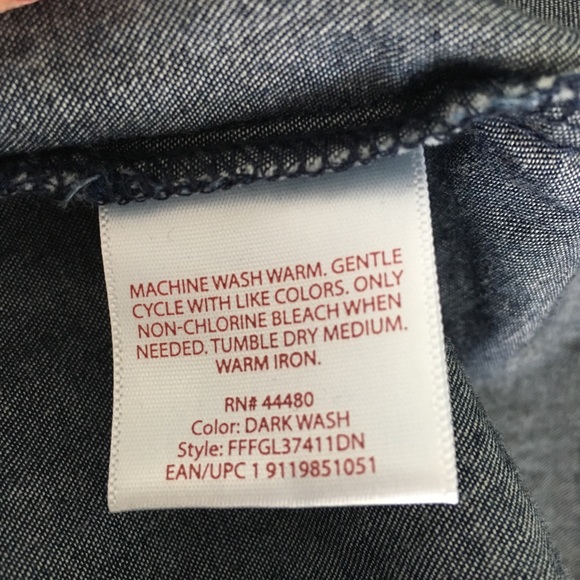 MACHINE WASH WARM. GENTLE
CYCLE WITH LIKE COLORS. ONLY
NON-CHLORINE BLEACH WHEN
NEEDED. TUMBLE DRY MEDIUM.
WARM IRON.
RN# 44480
Color: DARK WASH
Style: FFFGL37411DN
EAN/UPC 1 9119851051